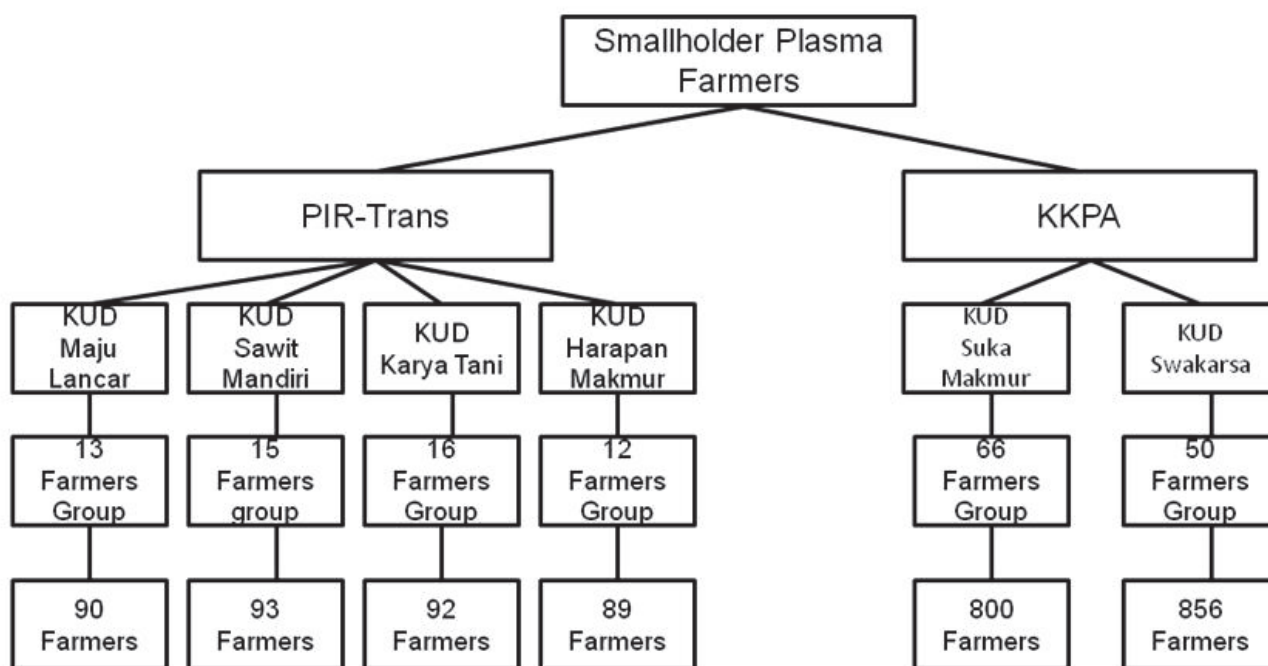 Smallholder Plasma
Farmers
PIR-Trans
KKPA
KUD
Maju
Lancar
KUD
Sawit
Mandiri
KUD
Karya Tani
KUD
Harapan
Makmur
KUD
Suka
Makmur
KUD
Swakarsa
13
Farmers
Group
15
Farmers
group
16
Farmers
Group
12
Farmers
Group
66
Farmers
Group
50
Farmers
Group
90
Farmers
93
Farmers
92
Farmers
89
Farmers
800
Farmers
856
Farmers